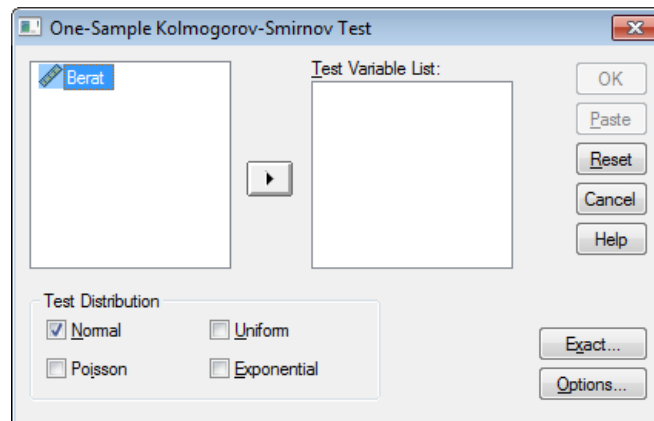 One-Sample Kolmogorov-Smirnov Test
Berat
Test Variable List:
OK
Paste
Reset
Cancel
Help
Test Distribution
Normal
Uniform
Poisson
Exponential
Exact...
Options...